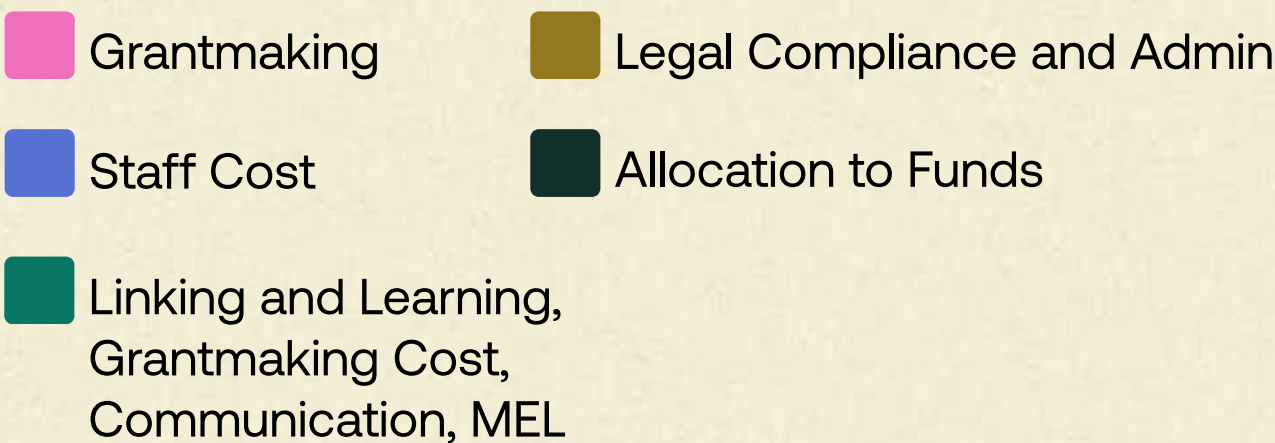 Grantmaking
Legal Compliance and Admin
Staff Cost
Allocation to Funds
Linking and Learning,
Grantmaking Cost,
Communication, MEL